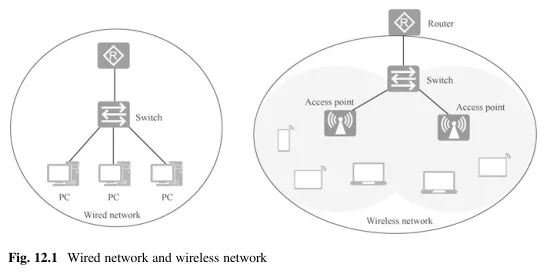 R
Router
R
Switch
Switch
Access point
Access point
PC
PC
PC
Wired network
Wireless network
Fig. 12.1 Wired network and wireless network